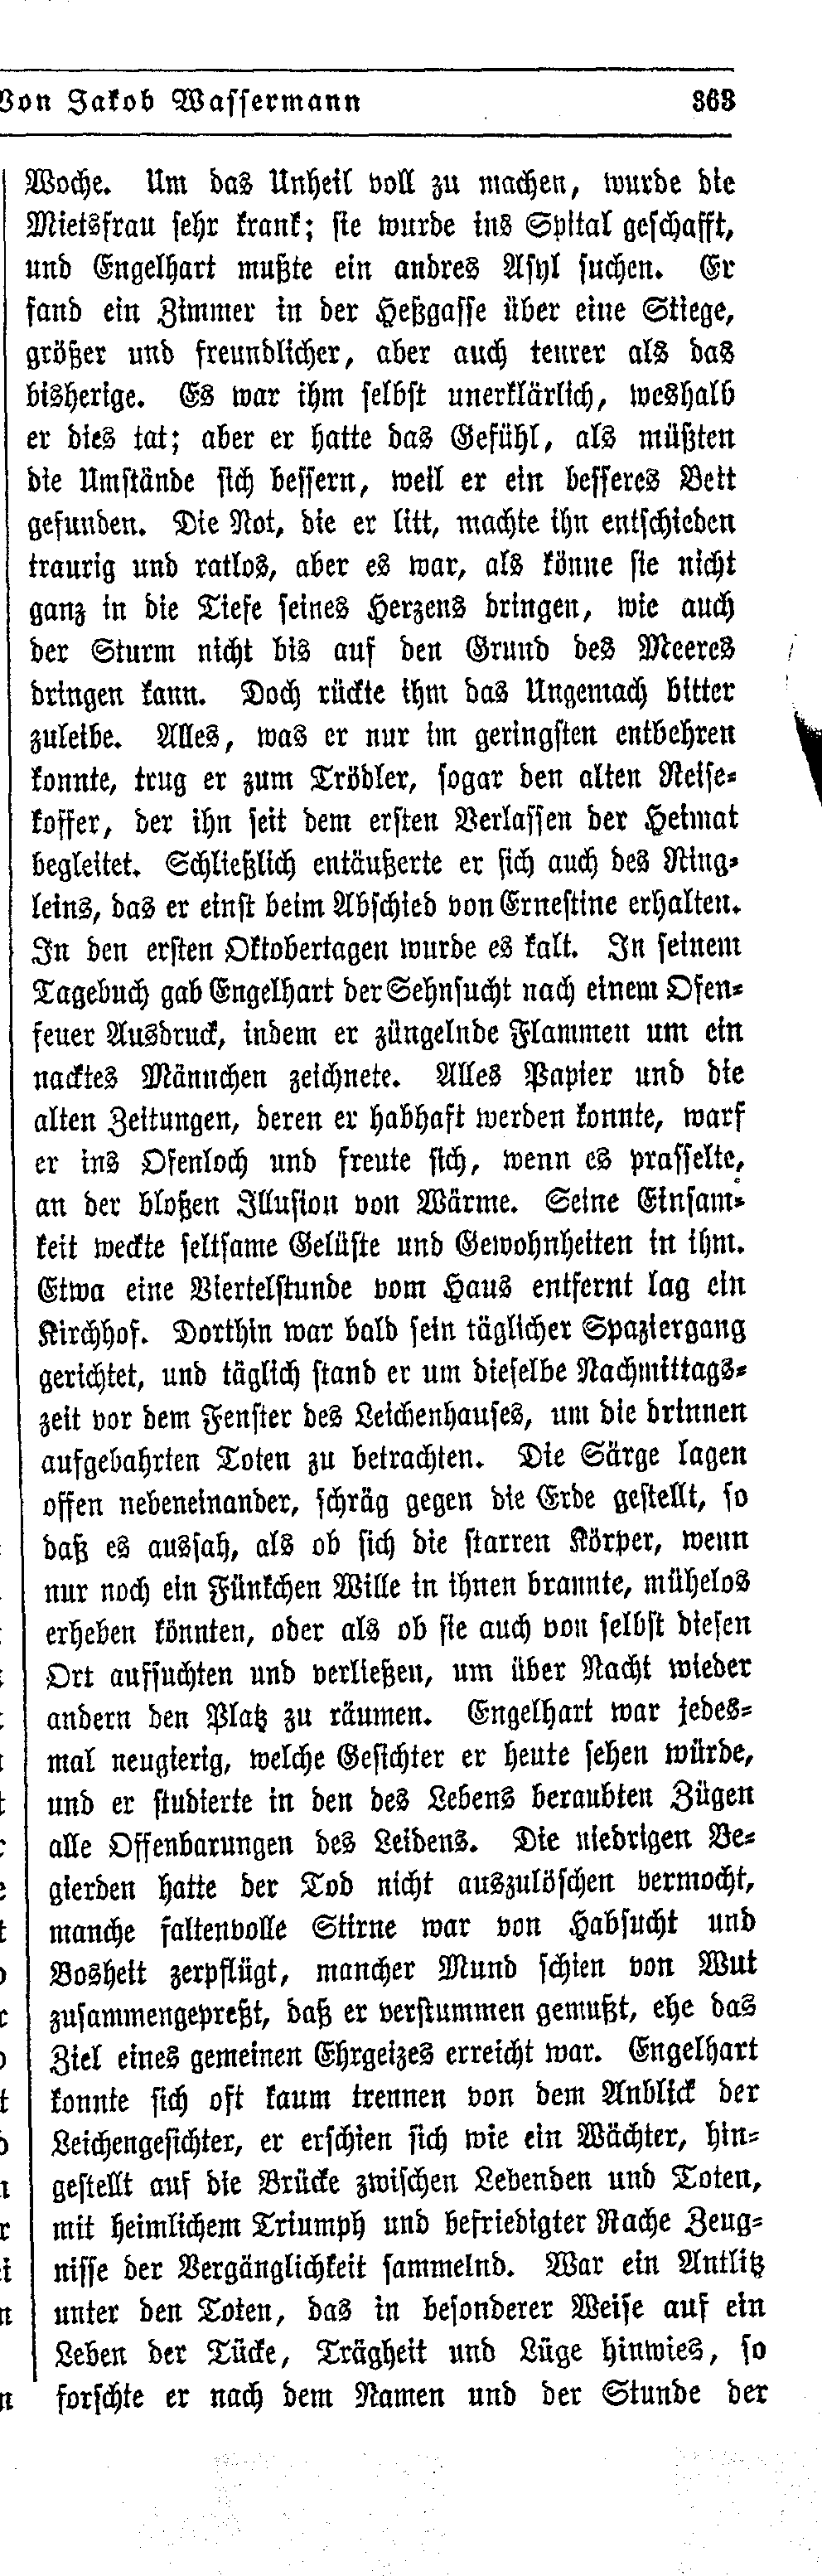 Von Jakob Wassermann 363
Woche. Um das Unheil voll zu machen, wurde die
Mietsfrau sehr krank; sie wurde ins Spital geschafft,
und Engelhart mußte ein andres Asyl suchen. Er
fand ein Zimmer in der Heßgasse über eine Stiege,
größer und freundlicher, aber auch teurer als das
bisherige. Es war ihm selbst unerklärlich, weshalb
er dies tat; aber er hatte das Gefühl, als müßten
die Umstände sich bessern, weil er ein besseres Bett
gefunden. Die Not, die er litt, machte ihn entschieden
traurig und ratlos, aber es war, als könne sie nicht
ganz in die Tiefe seines Herzens dringen, wie auch
der Sturm nicht bis auf den Grund des Meeres
dringen kann. Doch rückte ihm das Ungemach bitter
zuleibe. Alles, was er nur im geringsten entbehren
konnte, trug er zum Trödler, sogar den alten Reise-
koffer, der ihn seit dem ersten Verlassen der Heimat
begleitet. Schließlich entäußerte er sich auch des Ring-
leins, das er einst beim Abschied von Ernestine erhalten.
In den ersten Oktobertagen wurde es kalt. In seinem
Tagebuch gab Engelhart der Sehnsucht nach einem Ofen-
feuer Ausdruck, indem er züngelnde Flammen um ein
nacktes Männchen zeichnete. Alles Papier und die
alten Zeitungen, deren er habhaft werden konnte, warf
er ins Ofenloch und freute sich, wenn es prasselte,
an der bloßen Illusion von Wärme. Seine Einsam-
keit weckte seltsame Gelüste und Gewohnheiten in ihm.
Etwa eine Viertelstunde vom Haus entfernt lag ein
Kirchhof. Dorthin war bald sein täglicher Spaziergang
gerichtet, und täglich stand er um dieselbe Nachmittags-
zeit vor dem Fenster des Leichenhauses, um die drinnen
aufgebahrten Toten zu betrachten. Die Särge lagen
offen nebeneinander, schräg gegen die Erde gestellt, so
daß es aussah, als ob sich die starren Körper, wenn
nur noch ein Fünkchen Wille in ihnen brannte, mühelos
erheben könnten, oder als ob sie auch von selbst diesen
Ort aufsuchten und verließen, um über Nacht wieder
andern den Platz zu räumen. Engelhart war jedes-
mal neugierig, welche Gesichter er heute sehen würde,
und er studierte in den des Lebens beraubten Zügen
alle Offenbarungen des Leidens. Die niedrigen Be-
gierden hatte der Tod nicht auszulöschen vermocht,
manche faltenvolle Stirne war von Habsucht und
Bosheit zerpflügt, mancher Mund schien von Wut
zusammengepreßt, daß er verstummen gemußt, ehe das
Ziel eines gemeinen Ehrgeizes erreicht war. Engelhart
konnte sich oft kaum trennen von dem Anblick der
Leichengesichter, er erschien sich wie ein Wächter, hin-
gestellt auf die Brücke zwischen Lebenden und Toten,
mit heimlichem Triumph und befriedigter Rache Zeug-
nisse der Vergänglichkeit sammelnd. War ein Antlitz
unter den Toten, das in besonderer Weise auf ein
Leben der Tücke, Trägheit und Lüge hinwies, so
forschte er nach dem Namen und der Stunde der